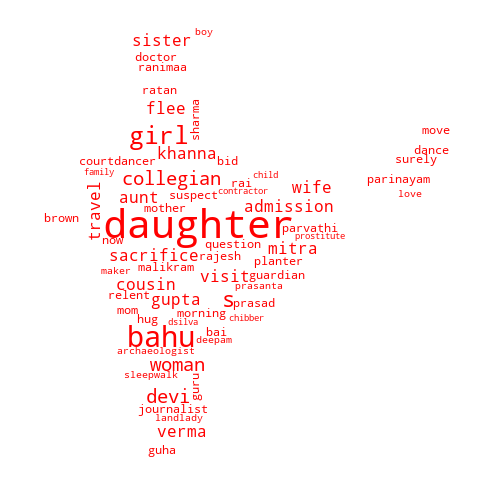 boy
sister
doctor
ranimaa
ratan
flee
sharma
girl
move
khanna
dance
courtdancer
bid
surely
family
collegian
rai
child
parinayam
travel
aunt
suspect
contractor
wife
love
mother
admission
brown
daughter
parvathi
now
question
prostitute
sacrifice
rajesh
mitra
maker
malikram
planter
cousin
visit
guardian
relent
gupta
s
prasanta
mom
prasad
hug
morning
chibber
dsilva
bahu
bai
deepam
archaeologist
woman
sleepwalk
guru
devi
journalist
landlady
verma
guha